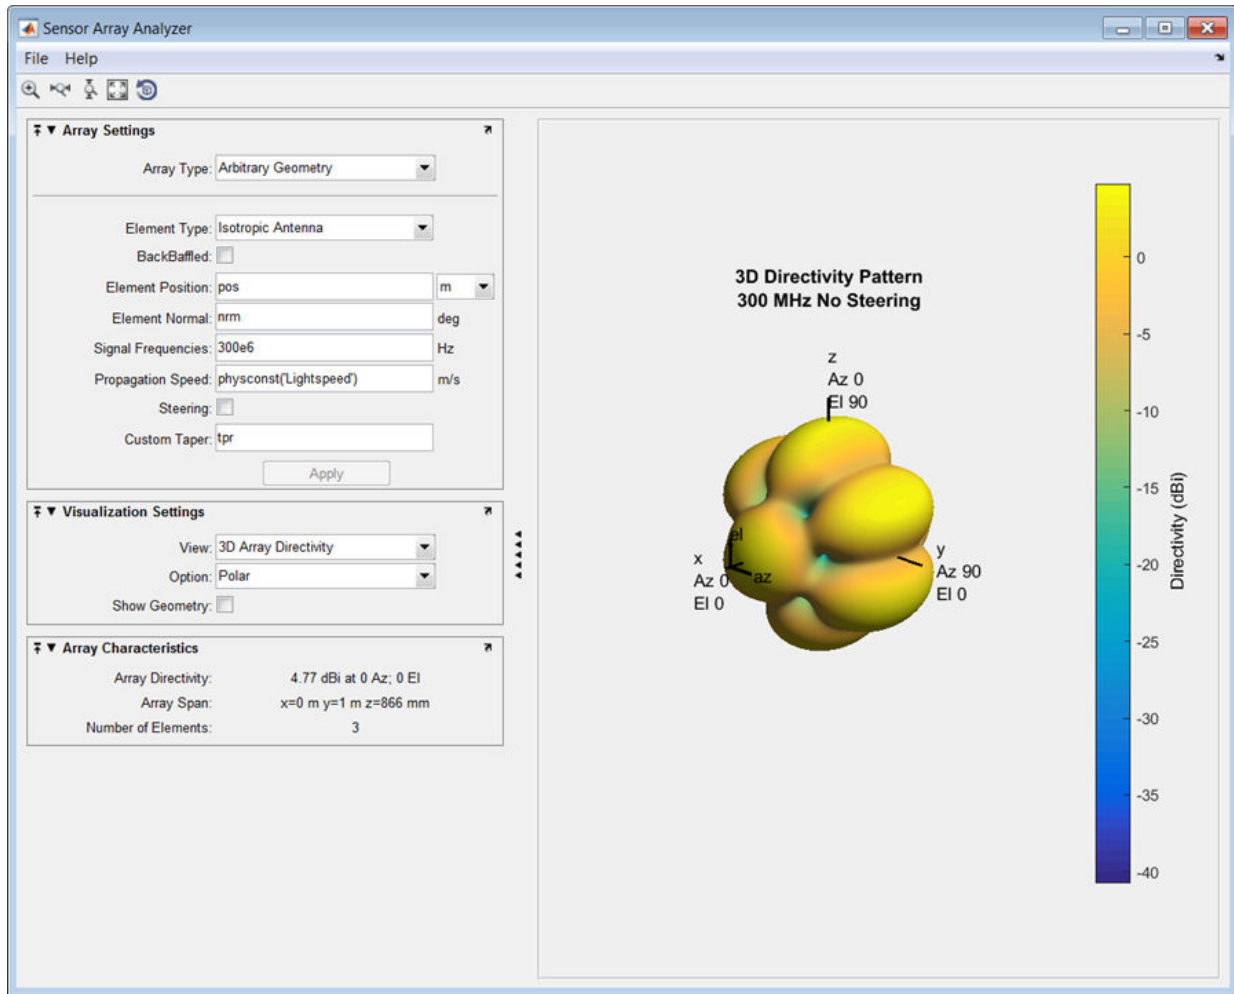 Sensor Array Analyzer
File Help
Array Settings
Array Type: Arbitrary Geometry
Element Type: Isotropic Antenna
BackBaffled:
Element Position: pos m
Element Normal: nrm deg
Signal Frequencies: 300e6 Hz
Propagation Speed: physconst('Lightspeed') m/s
Steering:
Custom Taper: tpr
Apply
Visualization Settings
View: 3D Array Directivity
Option: Polar
Show Geometry:
Array Characteristics
Array Directivity: 4.77 dBi at 0 Az; 0 El
Array Span: x=0 m y=1 m z=866 mm
Number of Elements: 3
3D Directivity Pattern
300 MHz No Steering
z
Az 0
El 90
el
az
x
Az 0
El 0
y
Az 90
El 0
0
-5
-10
-15
-20
-25
-30
-35
-40
Directivity (dBi)